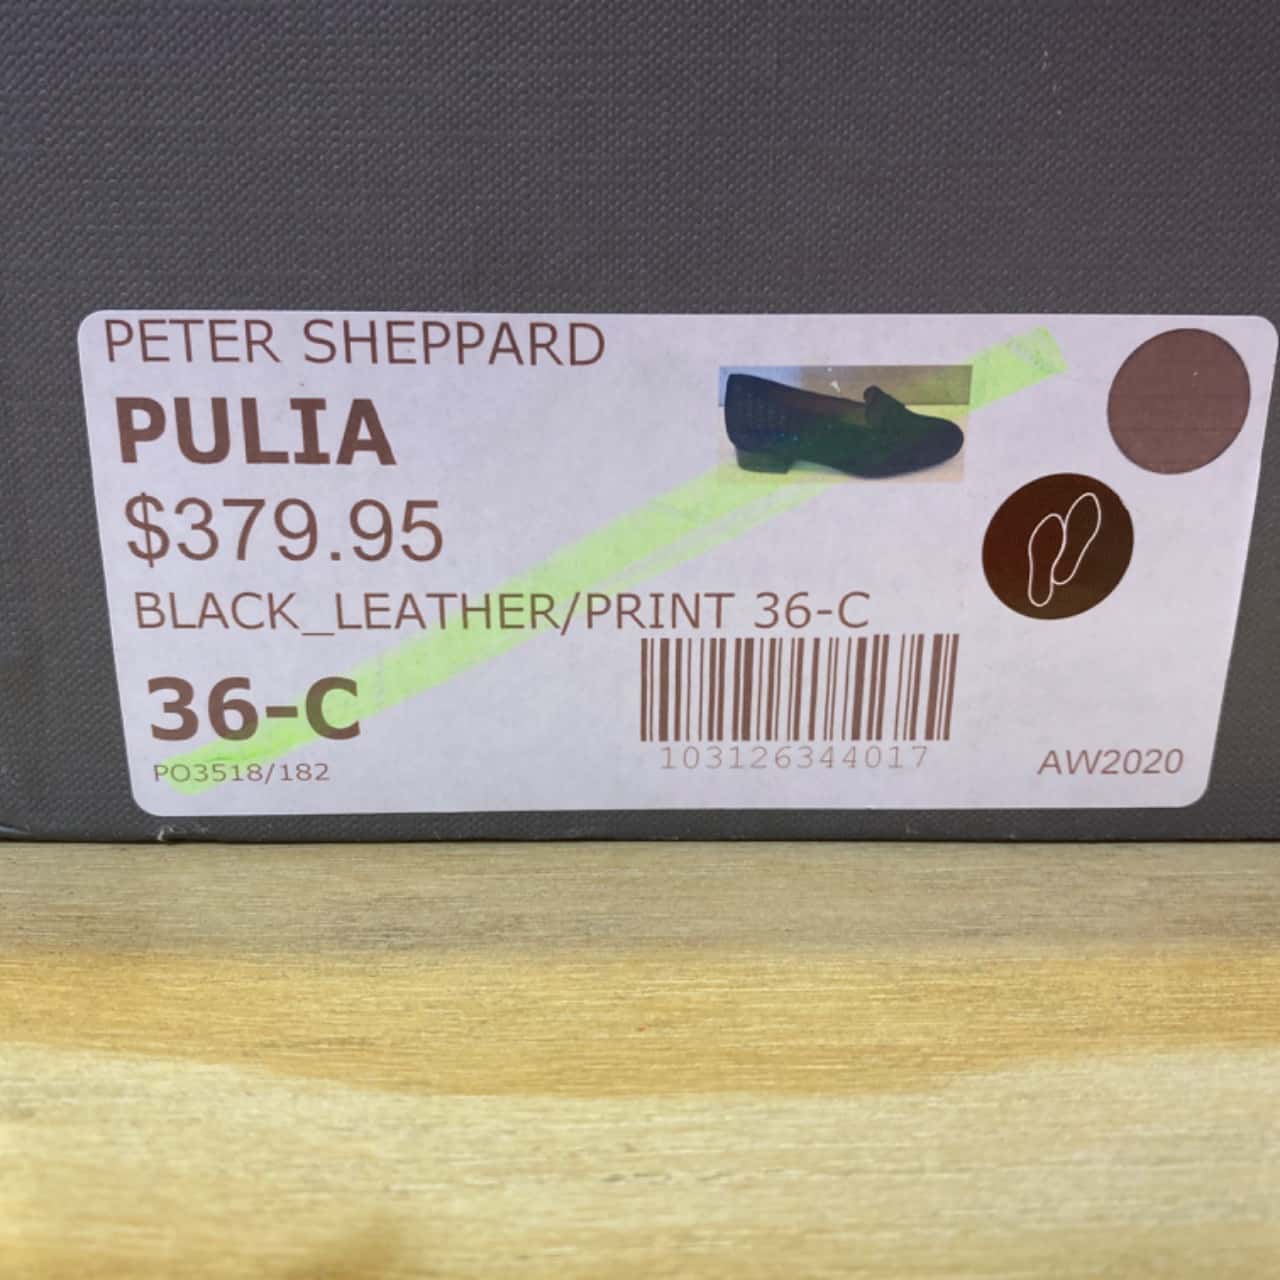 PETER SHEPPARD
PULIA
$379.95
BLACK_LEATHER/PRINT 36-C
36-C
PO3518/182
103126344017
AW2020